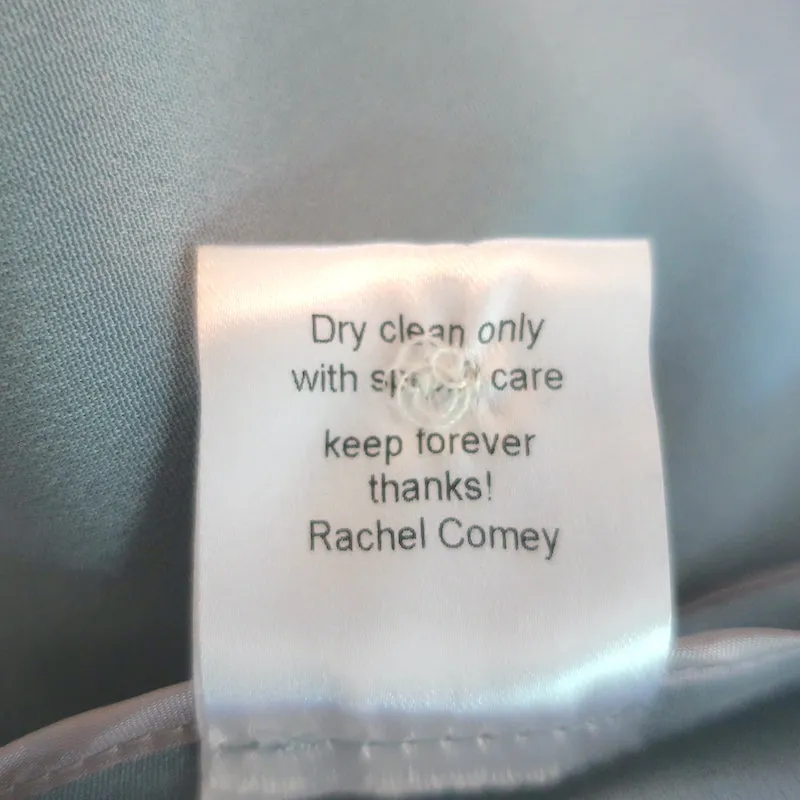 Dry clean only
with care
keep forever
thanks!
Rachel Comey